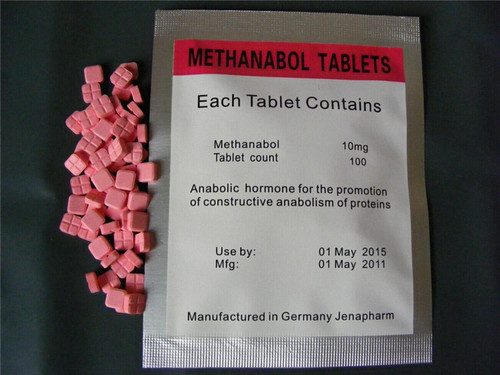 METHANABOL TABLETS
Each Tablet Contains
Methanabol 10mg
Tablet count 100
Anabolic hormone for the promotion
of constructive anabolism of proteins
Use by: 01 May 2015
Mfg: 01 May 2011
Manufactured in Germany Jenapharm